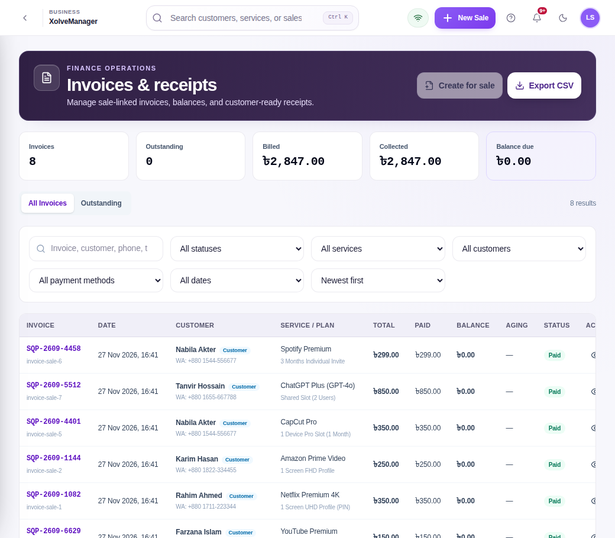 BUSINESS
XolveManager
Search customers, services, or sales
Ctrl K
New Sale
9+
LS
FINANCE OPERATIONS
Invoices & receipts
Manage sale-linked invoices, balances, and customer-ready receipts.
Create for sale
Export CSV
Invoices
8
Outstanding
0
Billed
৳2,847.00
Collected
৳2,847.00
Balance due
৳0.00
All Invoices
Outstanding
8 results
Invoice, customer, phone, t
All statuses
All services
All customers
All payment methods
All dates
Newest first
INVOICE DATE CUSTOMER SERVICE / PLAN TOTAL PAID BALANCE AGING STATUS AC
SQP-2609-4458 27 Nov 2026, 16:41 Nabila Akter Customer Spotify Premium ৳299.00 ৳299.00 ৳0.00 — Paid
invoice-sale-6 WA: +880 1544-556677 3 Months Individual Invite
SQP-2609-5512 27 Nov 2026, 16:41 Tanvir Hossain Customer ChatGPT Plus (GPT-4o) ৳850.00 ৳850.00 ৳0.00 — Paid
invoice-sale-7 WA: +880 1655-667788 Shared Slot (2 Users)
SQP-2609-4401 27 Nov 2026, 16:41 Nabila Akter Customer CapCut Pro ৳350.00 ৳350.00 ৳0.00 — Paid
invoice-sale-5 WA: +880 1544-556677 1 Device Pro Slot (1 Month)
SQP-2609-1144 27 Nov 2026, 16:41 Karim Hasan Customer Amazon Prime Video ৳250.00 ৳250.00 ৳0.00 — Paid
invoice-sale-2 WA: +880 1822-334455 1 Screen FHD Profile
SQP-2609-1082 27 Nov 2026, 16:41 Rahim Ahmed Customer Netflix Premium 4K ৳350.00 ৳350.00 ৳0.00 — Paid
invoice-sale-1 WA: +880 1711-223344 1 Screen UHD Profile (PIN)
SQP-2609-6629 27 Nov 2026, 16:41 Farzana Islam Customer YouTube Premium ৳150.00 ৳150.00 ৳0.00 — Paid